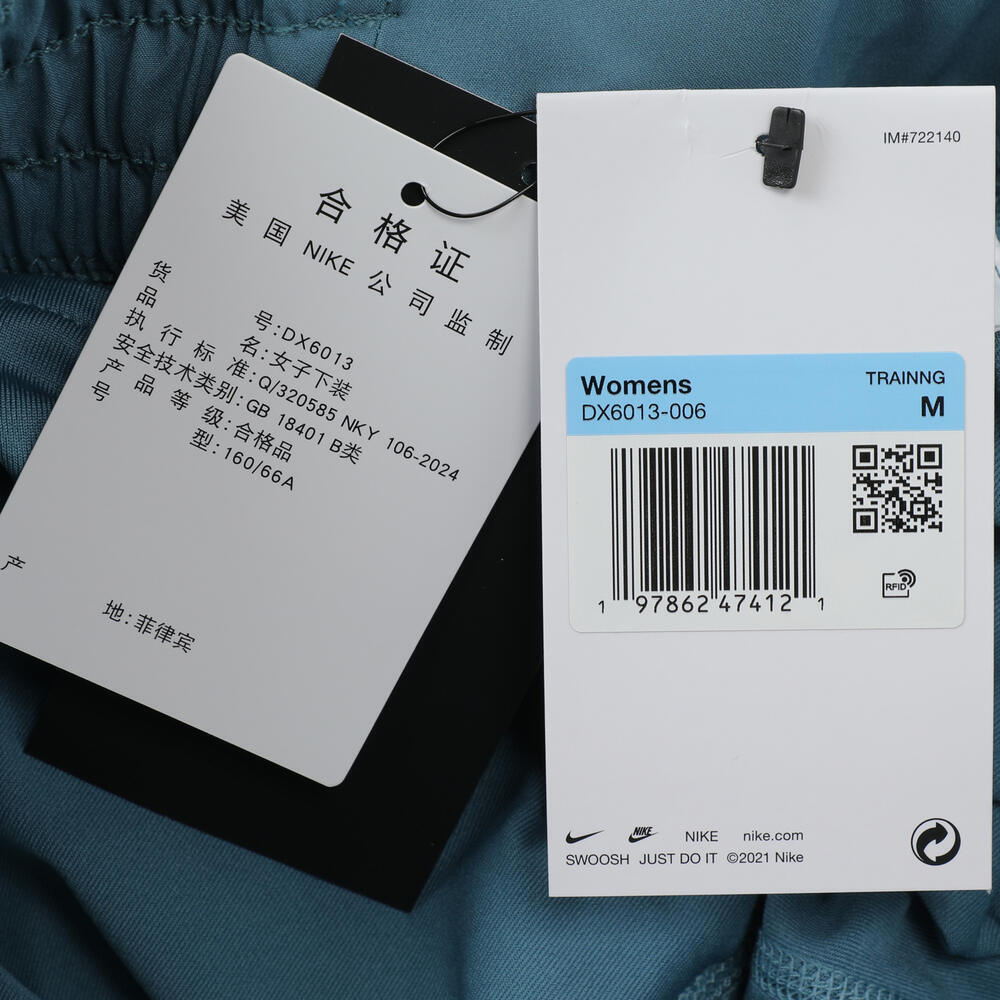 合格证
美国 NIKE 公司监制
货号:DX6013
品名:女子下装
执行标准:Q/320585 NKY 106-2024
安全技术类别:GB 18401 B类
产品等级:合格品
号型:160/66A
产地:菲律宾
IM#722140
Womens
TRAINNG
DX6013-006
M
1 97862 47412 1
RFID
NIKE
NIKE
nike.com
SWOOSH JUST DO IT ©2021 Nike